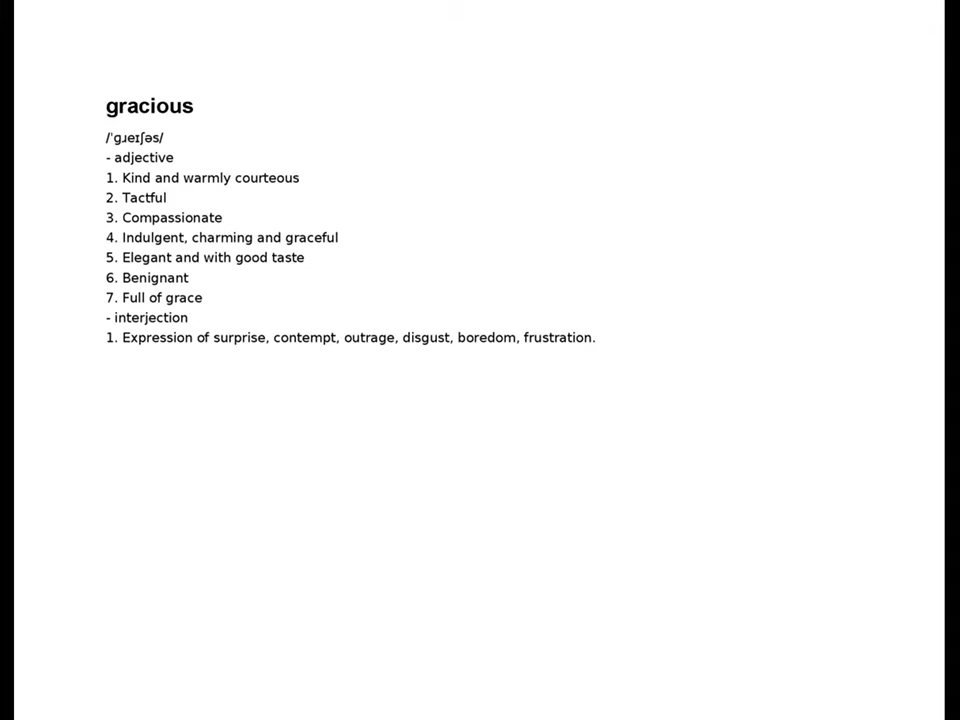 gracious
/ˈɡɹeɪʃəs/
- adjective
1. Kind and warmly courteous
2. Tactful
3. Compassionate
4. Indulgent, charming and graceful
5. Elegant and with good taste
6. Benignant
7. Full of grace
- interjection
1. Expression of surprise, contempt, outrage, disgust, boredom, frustration.